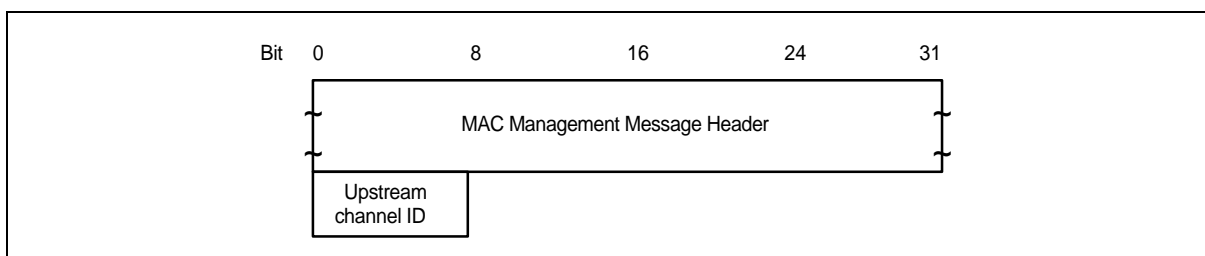 Bit 0 8 16 24 31
MAC Management Message Header
Upstream
channel ID